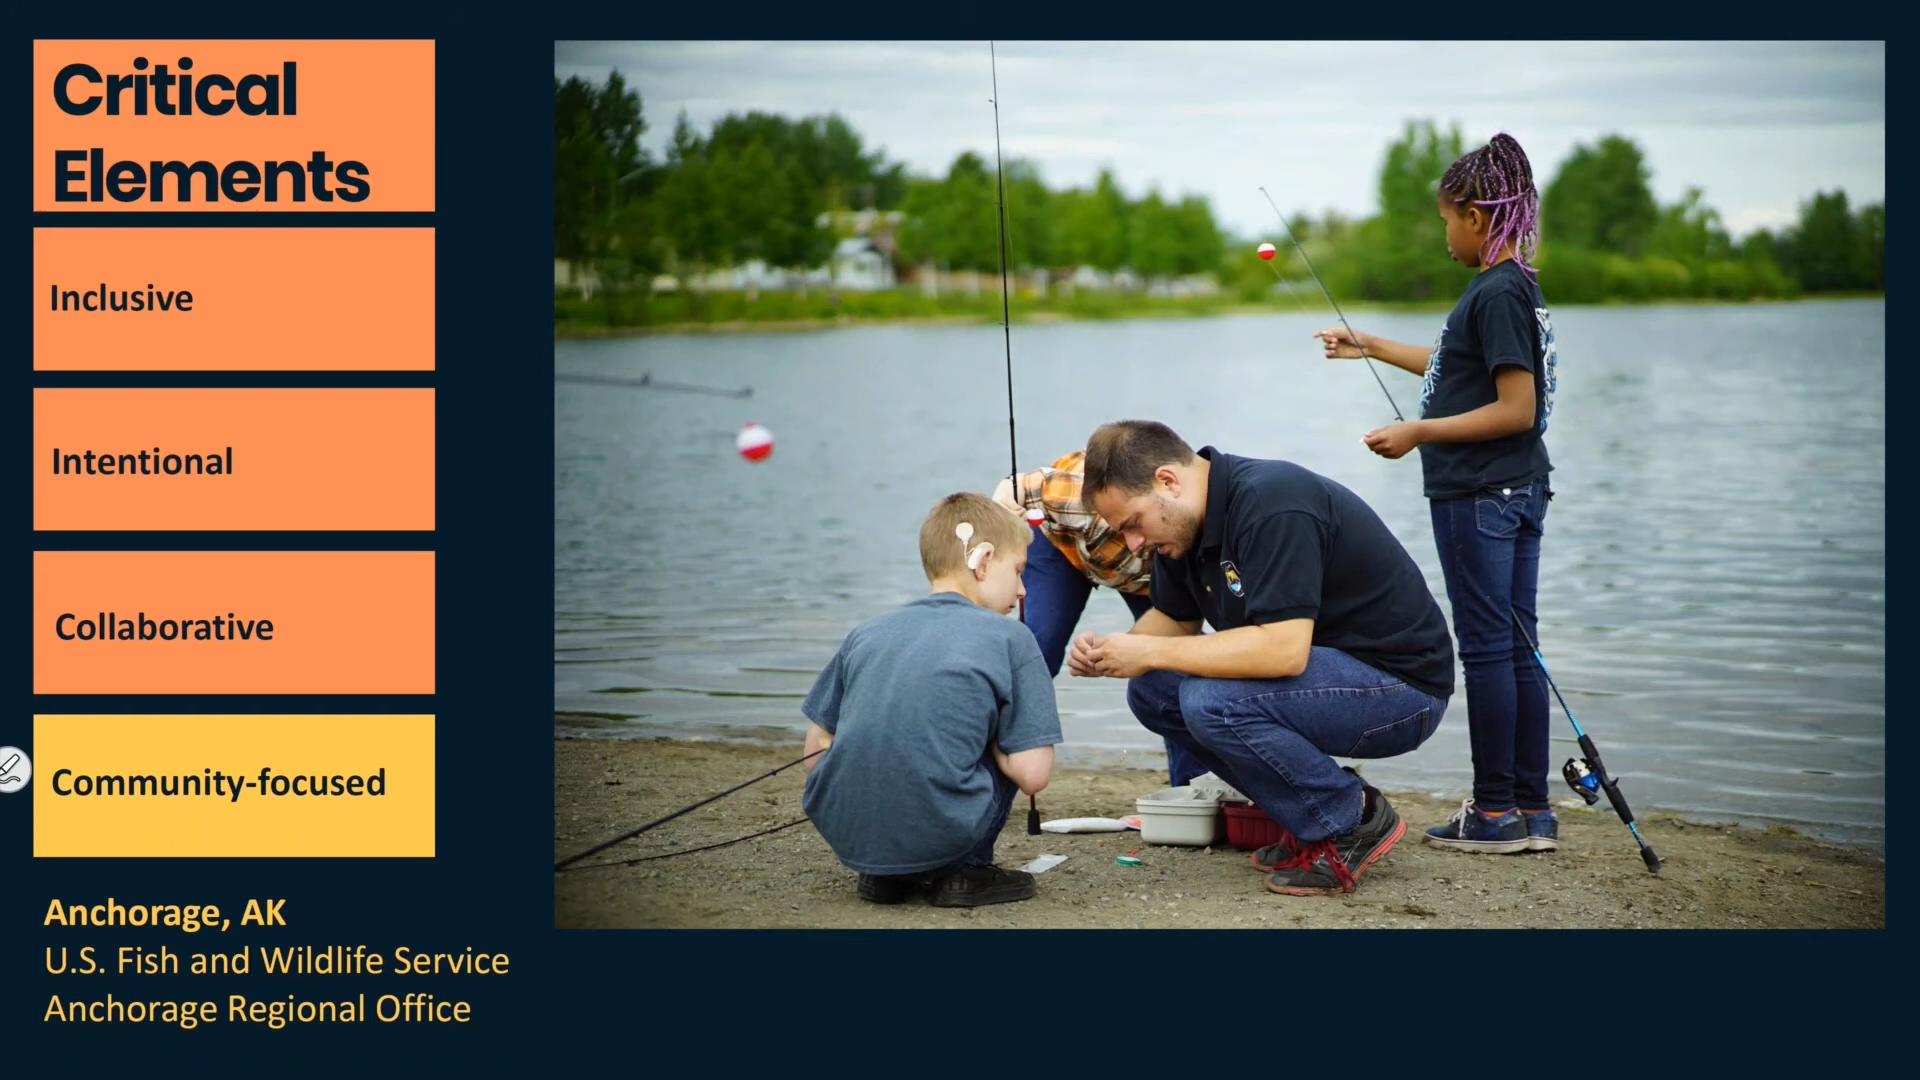 Critical
Elements
Inclusive
Intentional
Collaborative
Community-focused
Anchorage, AK
U.S. Fish and Wildlife Service
Anchorage Regional Office